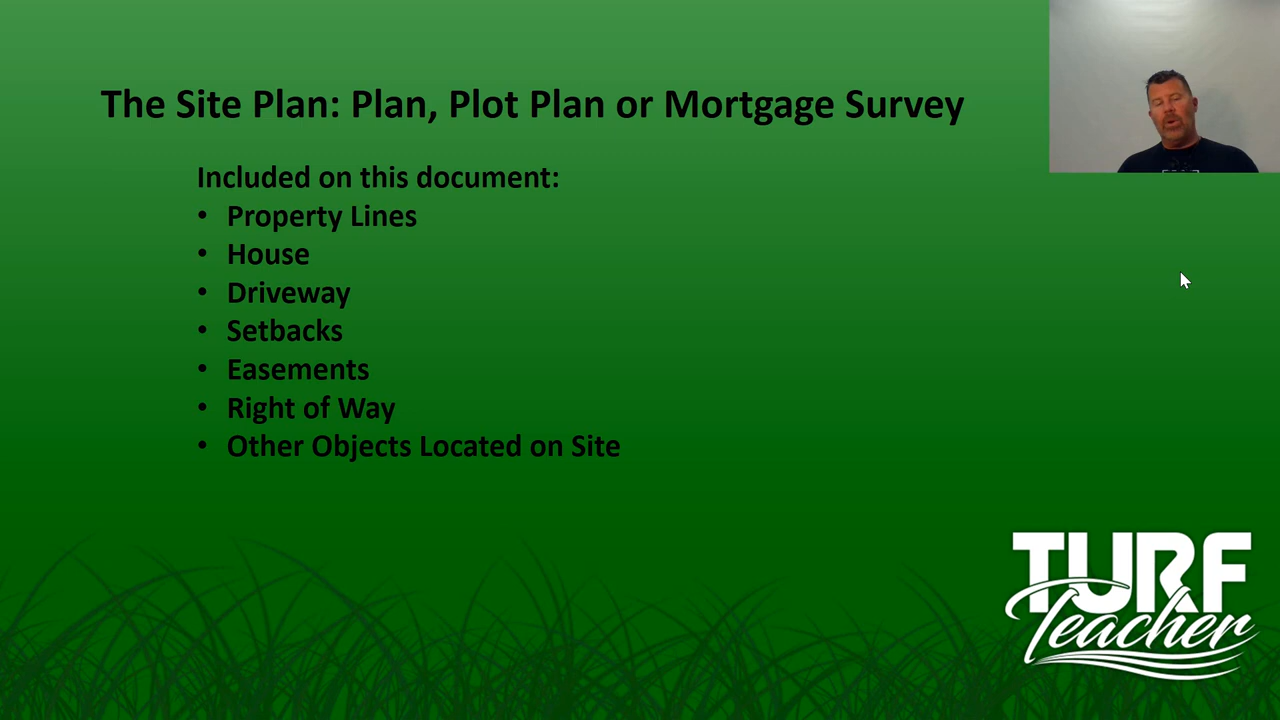 The Site Plan: Plan, Plot Plan or Mortgage Survey
Included on this document:
• Property Lines
• House
• Driveway
• Setbacks
• Easements
• Right of Way
• Other Objects Located on Site
TURF
Teacher